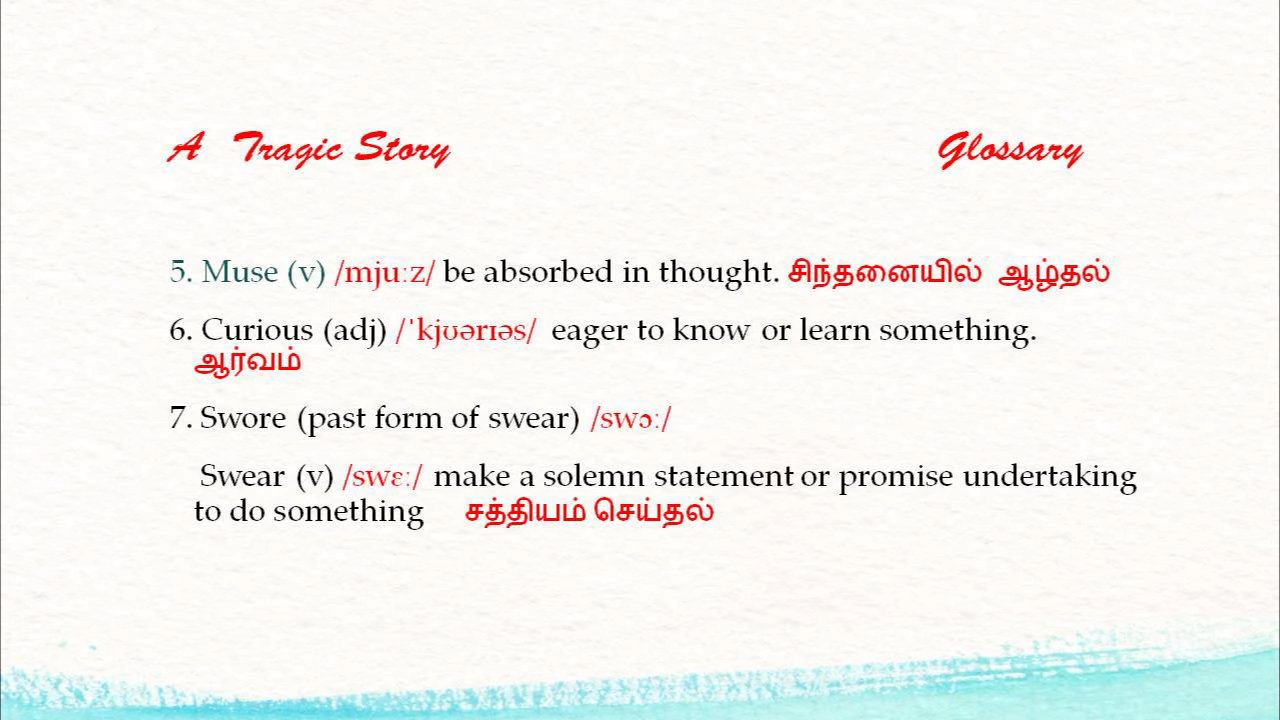 A Tragic Story Glossary
5. Muse (v) /mjuːz/ be absorbed in thought. சிந்தனையில் ஆழ்தல்
6. Curious (adj) /ˈkjʊərɪəs/ eager to know or learn something.
ஆர்வம்
7. Swore (past form of swear) /swɔː/
Swear (v) /swɛː/ make a solemn statement or promise undertaking
to do something சத்தியம் செய்தல்